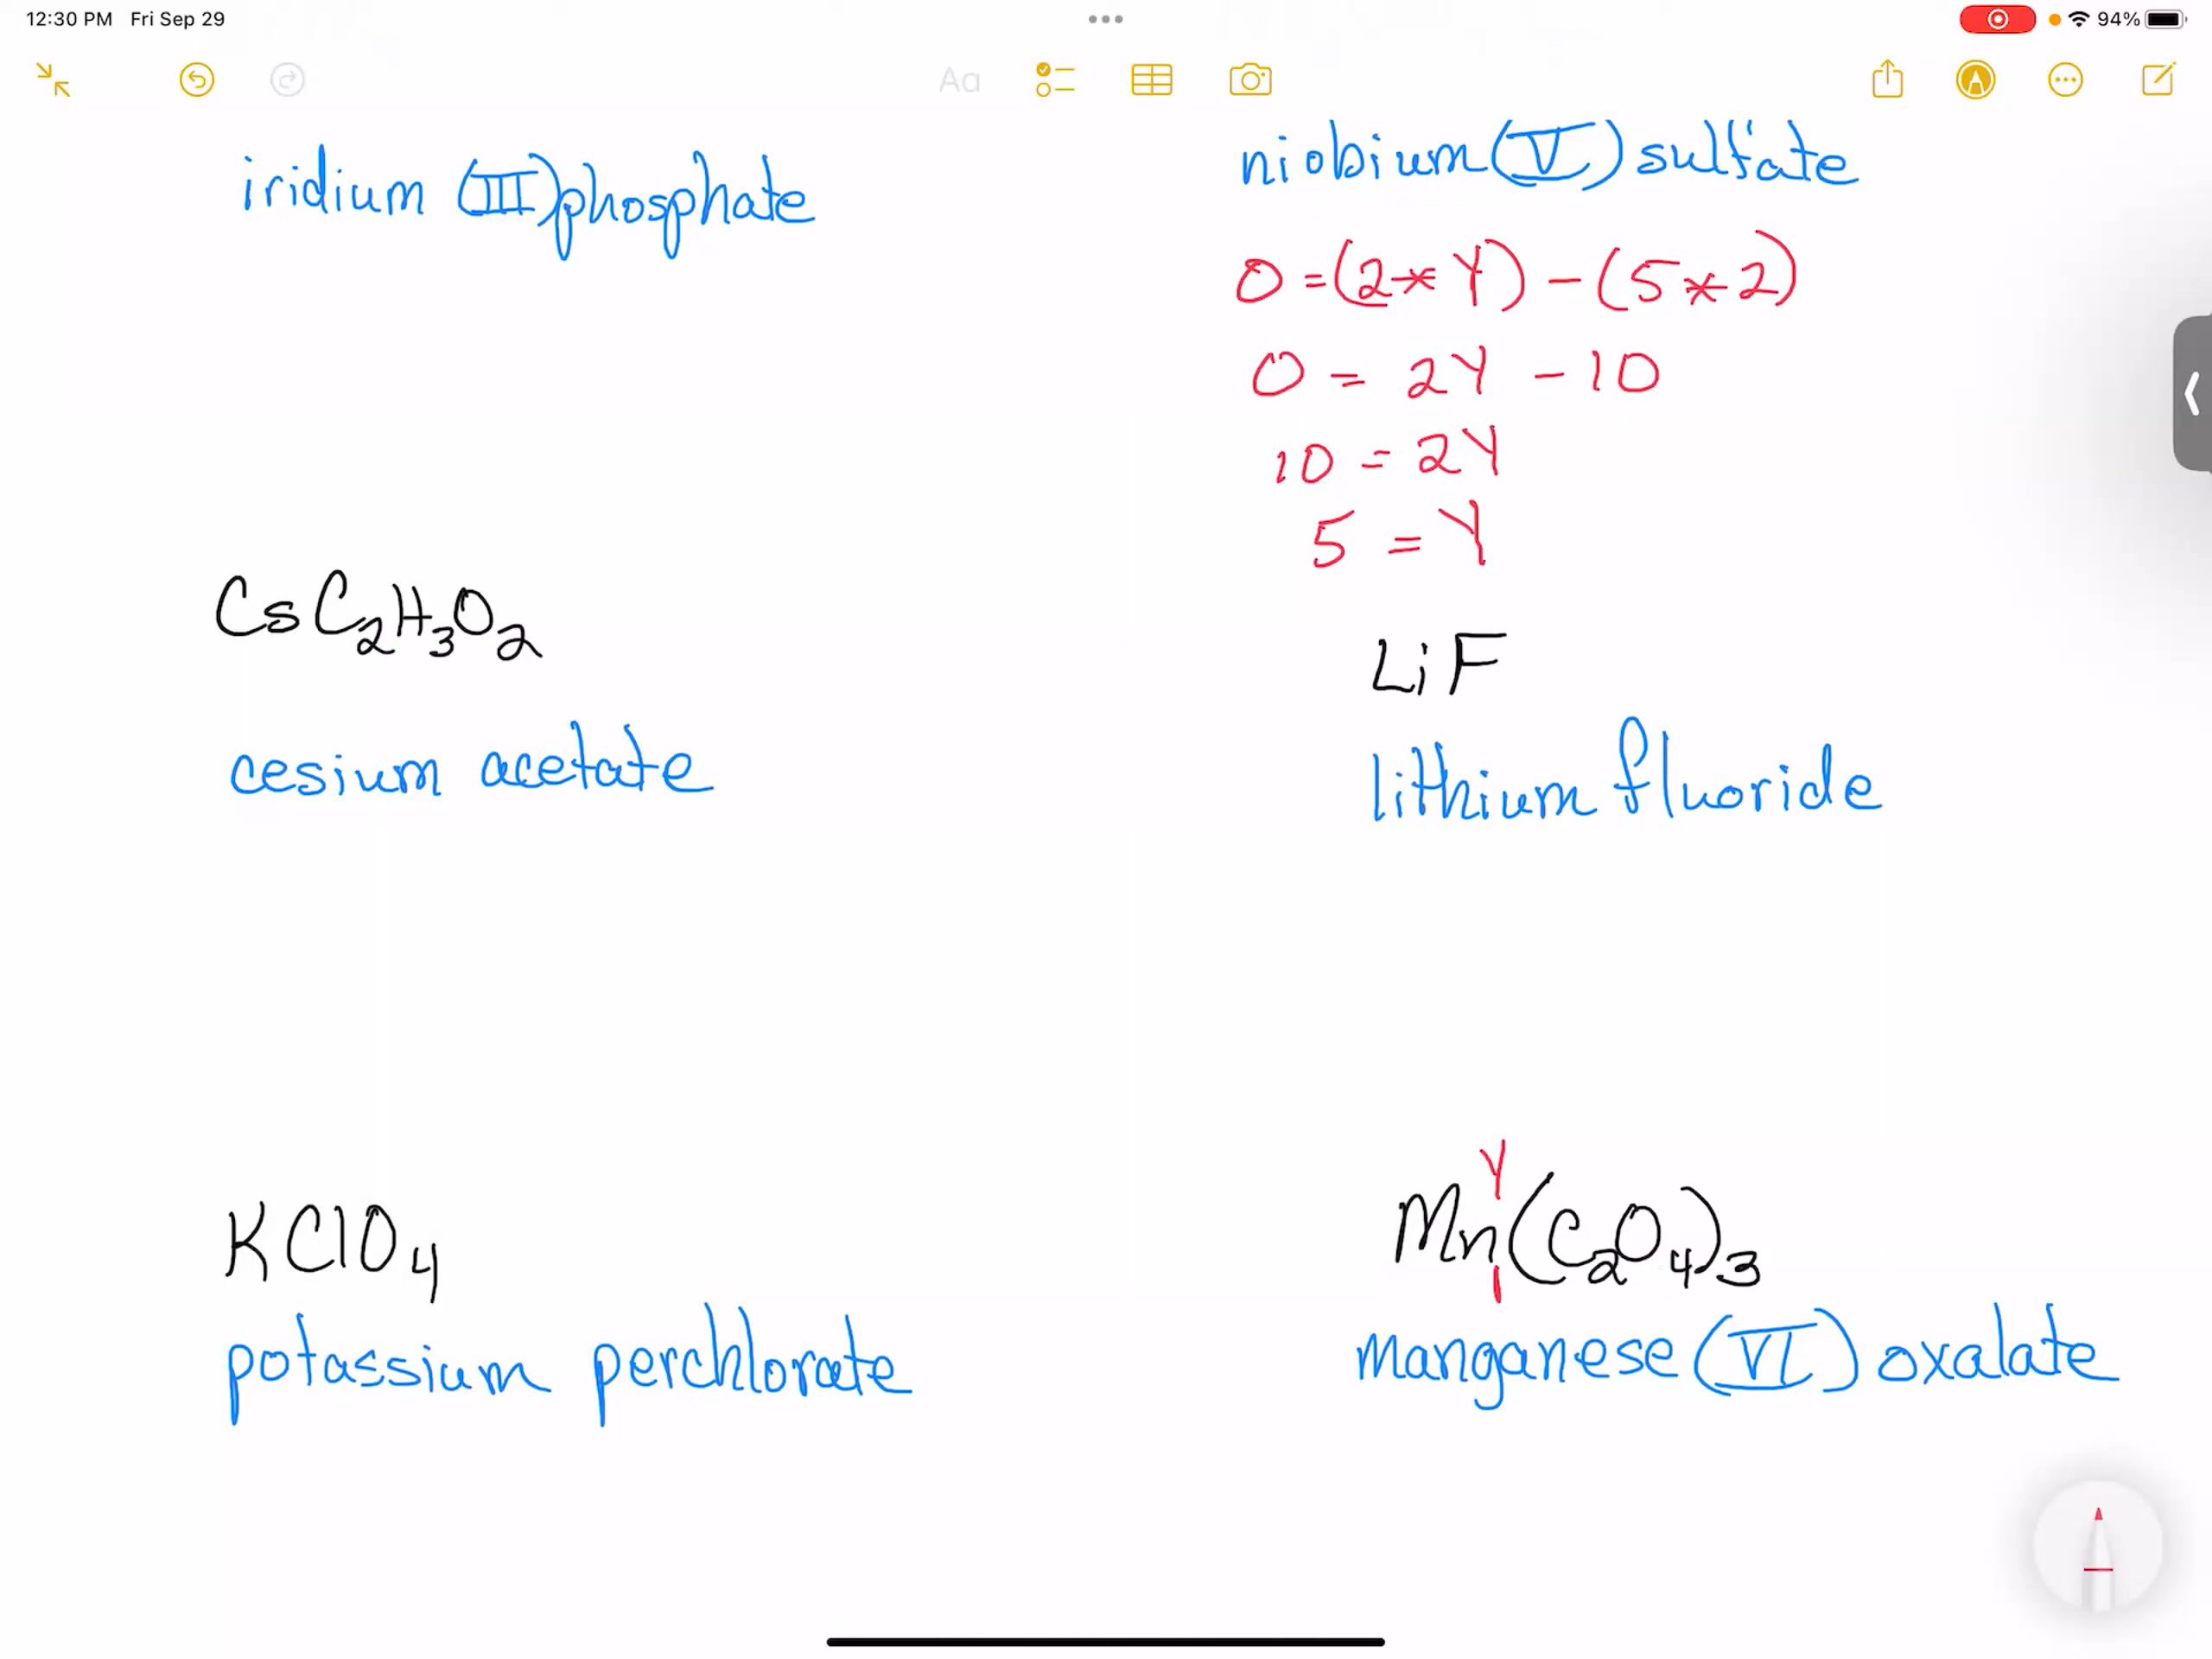 12:30 PM Fri Sep 29
94%
Aa
iridium (III) phosphate
niobium (V) sulfate
0 = (2 * Y) - (5 * 2)
0 = 2Y - 10
10 = 2Y
5 = Y
CsC₂H₃O₂
cesium acetate
LiF
lithium fluoride
KClO₄
potassium perchlorate
Y
Mn(C₂O₄)₃
1
manganese (VI) oxalate